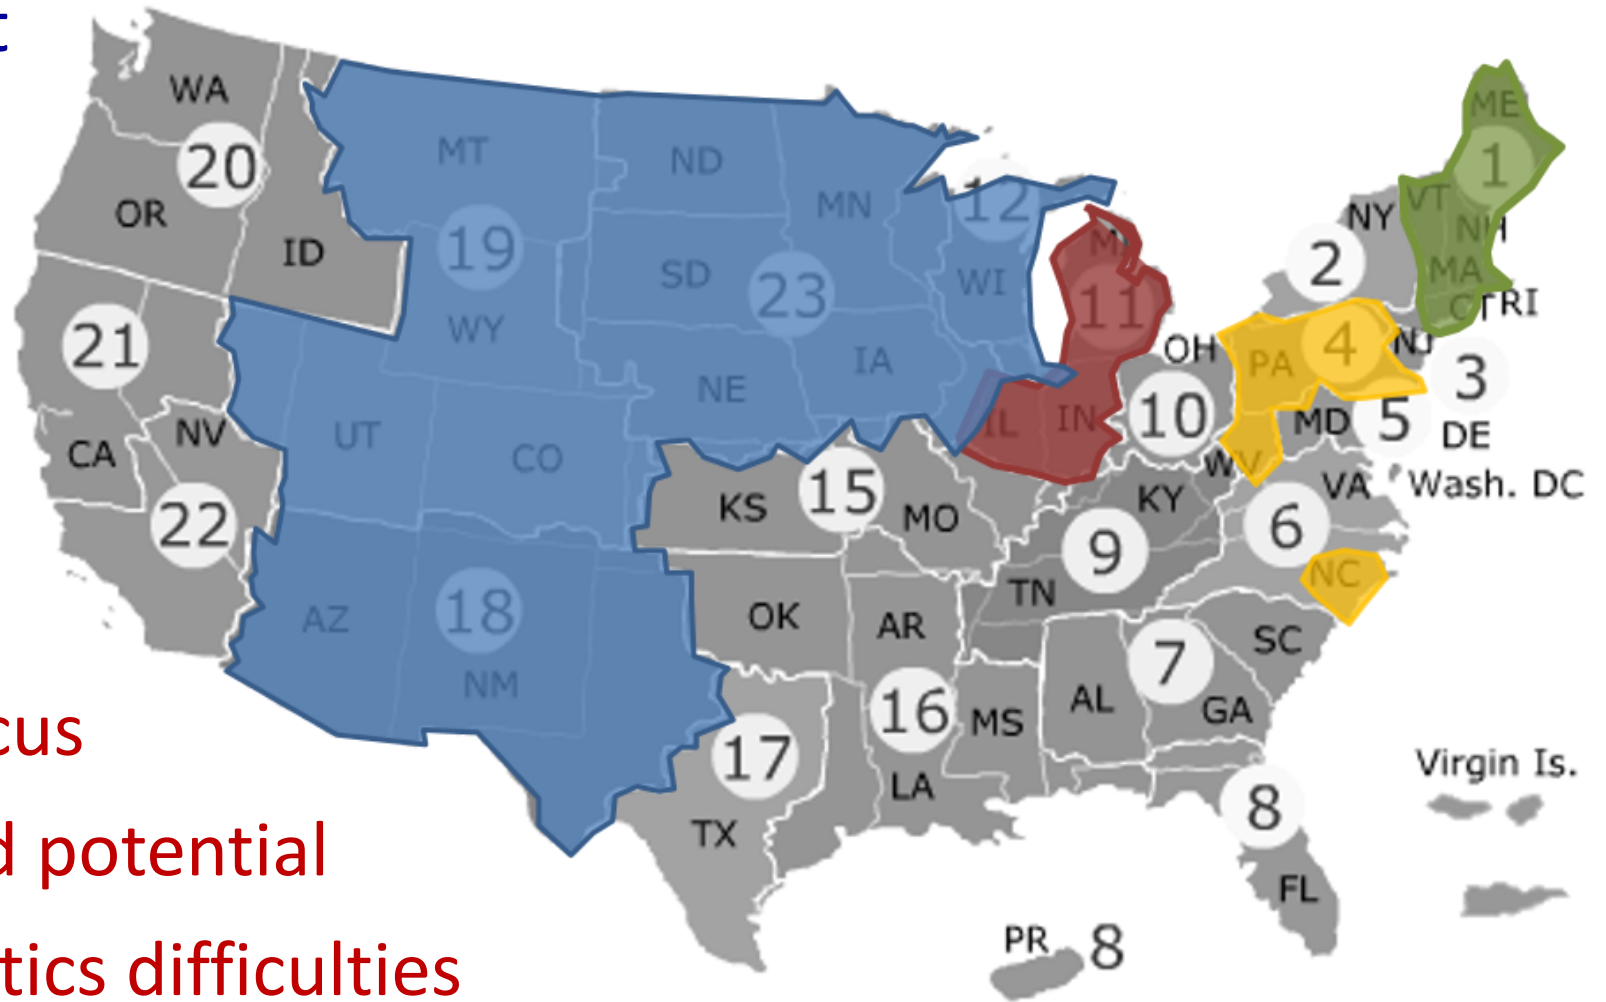 t
WA
ME
1
MT
ND
20
12
MN
VT
OR
NY
NH
19
ID
M
2
SD
WI
MA
23
11
CTRI
WY
21
OH
PA
4
NJ
IA
3
NE
10
IL
IN
MD
5
DE
UT
NV
CA
CO
WV
VA
Wash. DC
15
KS
KY
MO
22
6
9
NC
TN
18
AZ
OK
AR
SC
7
NM
AL
GA
16
MS
cus
17
Virgin Is.
LA
8
TX
d potential
FL
PR 8
tics difficulties